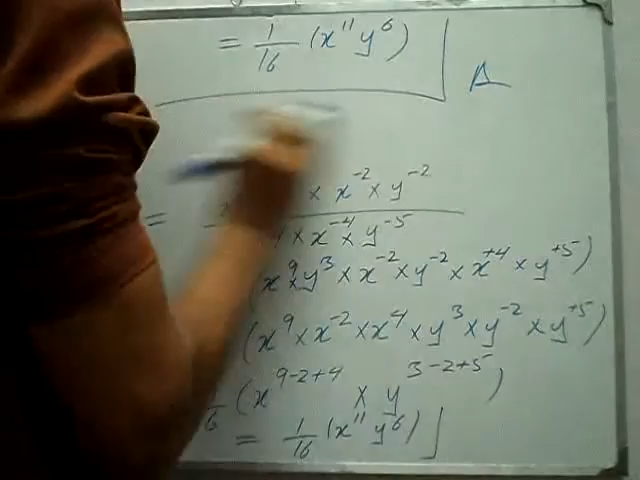 = 1/16 (x¹¹ y⁶)
A
= × x⁻² × y⁻² / × x⁻⁴ × y⁻⁵
(x⁹ × y³ × x⁻² × y⁻² × x⁺⁴ × y⁺⁵)
(x⁹ × x⁻² × x⁴ × y³ × y⁻² × y⁺⁵)
(x⁹⁻²⁺⁴ × y³⁻²⁺⁵)
= 1/16 (x¹¹ y⁶)